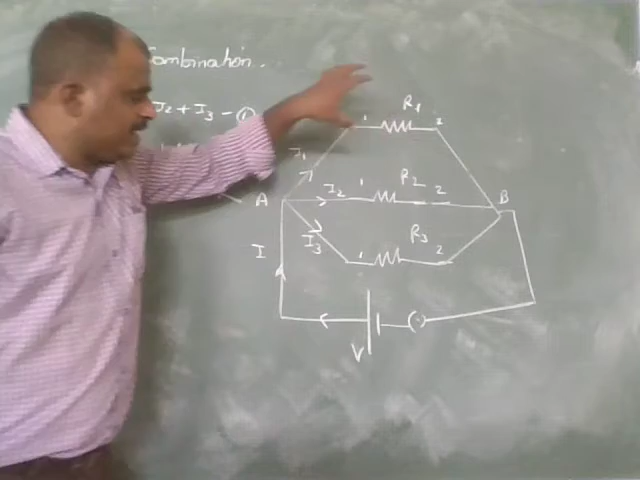 Combination..
I2 + I3 - ①
R1
1 2
I1
R2
A I2 1 2 B
R3
I3 1 2
I
V